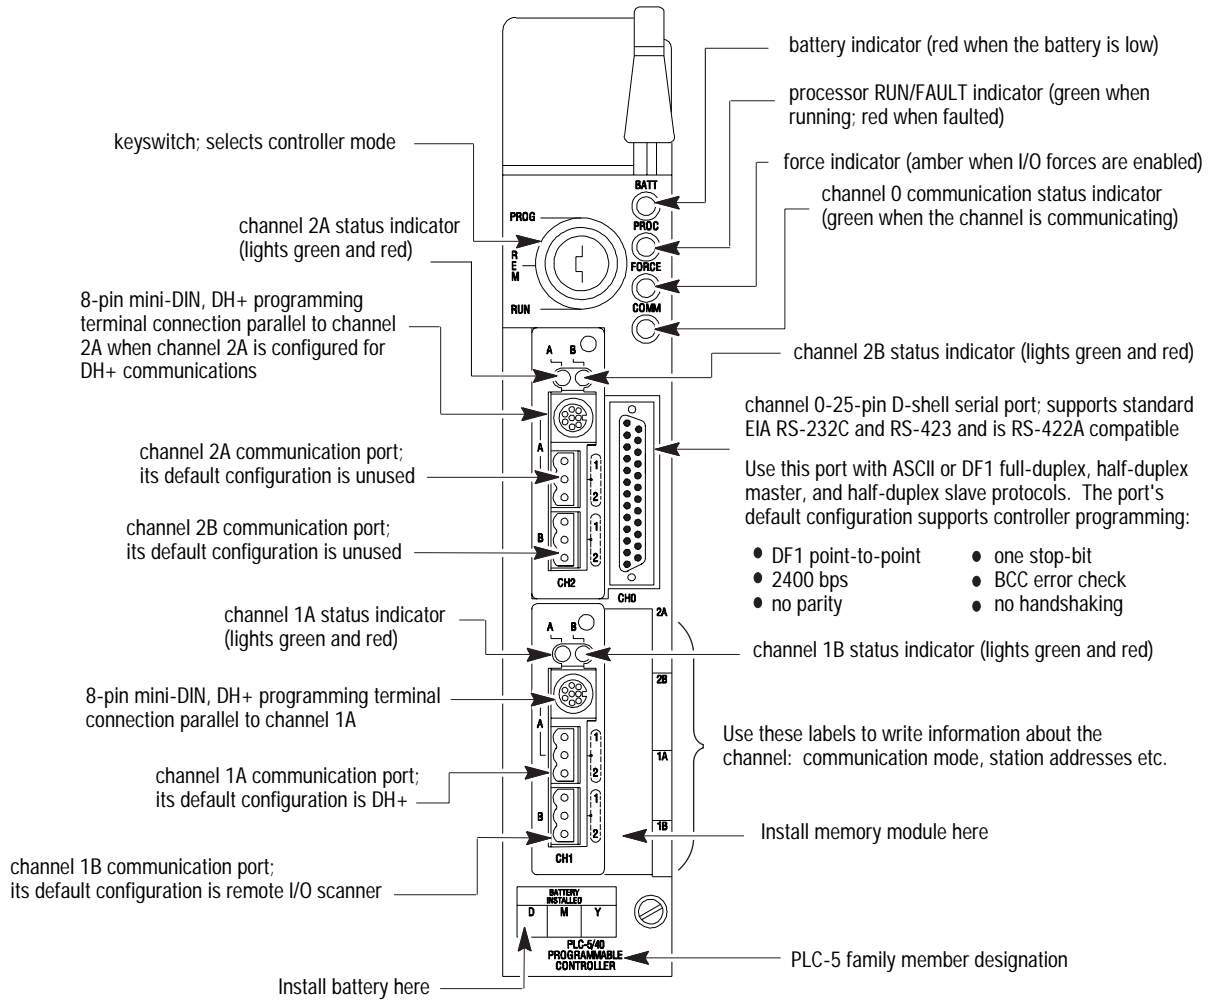 battery indicator (red when the battery is low)
processor RUN/FAULT indicator (green when
running; red when faulted)
keyswitch; selects controller mode
force indicator (amber when I/O forces are enabled)
channel 0 communication status indicator
(green when the channel is communicating)
channel 2A status indicator
(lights green and red)
8-pin mini-DIN, DH+ programming
terminal connection parallel to channel
2A when channel 2A is configured for
DH+ communications
BATT
PROC
FORCE
COMM
PROG
R
E
M
RUN
A B
A
1
2
B
1
2
CH2
CH0
channel 2B status indicator (lights green and red)
channel 0-25-pin D-shell serial port; supports standard
EIA RS-232C and RS-423 and is RS-422A compatible
Use this port with ASCII or DF1 full-duplex, half-duplex
master, and half-duplex slave protocols. The port's
default configuration supports controller programming:
• DF1 point-to-point
• 2400 bps
• no parity
• one stop-bit
• BCC error check
• no handshaking
channel 2A communication port;
its default configuration is unused
channel 2B communication port;
its default configuration is unused
channel 1A status indicator
(lights green and red)
8-pin mini-DIN, DH+ programming terminal
connection parallel to channel 1A
channel 1A communication port;
its default configuration is DH+
channel 1B communication port;
its default configuration is remote I/O scanner
A B
A
1
2
B
1
2
CH1
2A
2B
1A
1B
channel 1B status indicator (lights green and red)
Use these labels to write information about the
channel: communication mode, station addresses etc.
Install memory module here
BATTERY
INSTALLED
D M Y
PLC-5/40
PROGRAMMABLE
CONTROLLER
PLC-5 family member designation
Install battery here